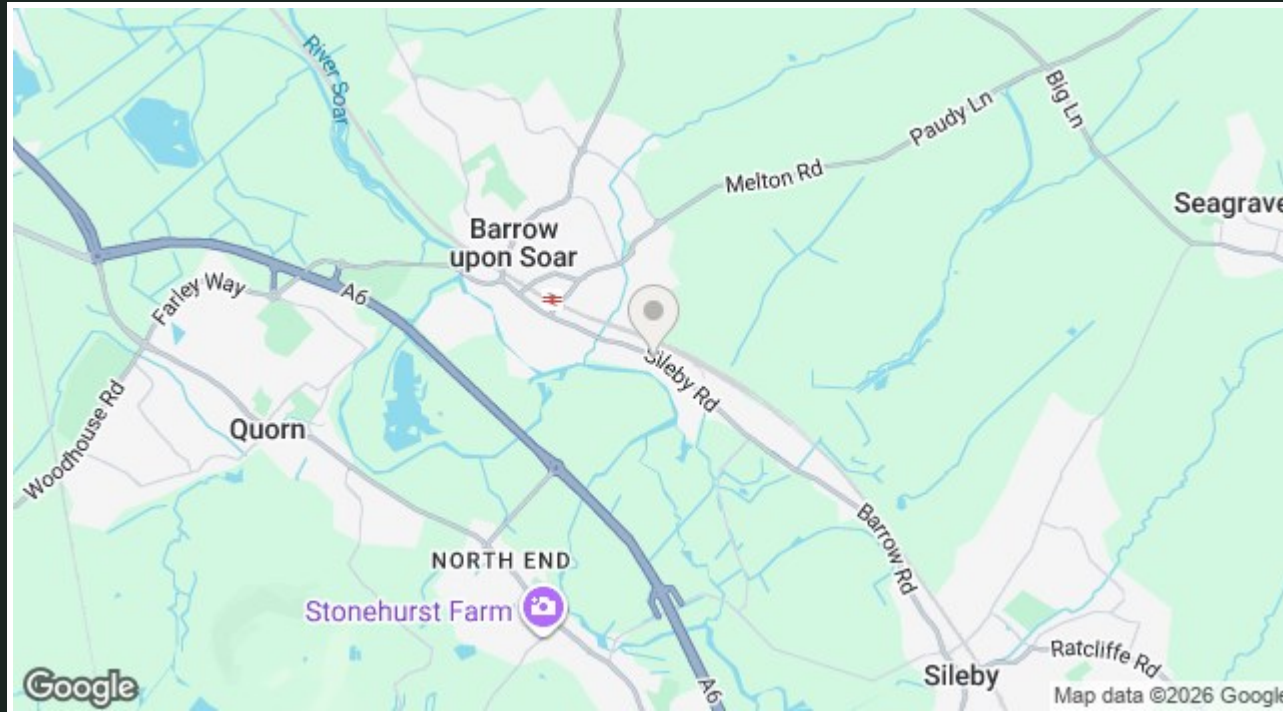 River Soar
Big Ln
Paudy Ln
Melton Rd
Seagrave
Barrow
upon Soar
Farley Way
A6
Sileby Rd
Woodhouse Rd
Quorn
Barrow Rd
NORTH END
Stonehurst Farm
Ratcliffe Rd
Sileby
A6
Google
Map data ©2026 Google